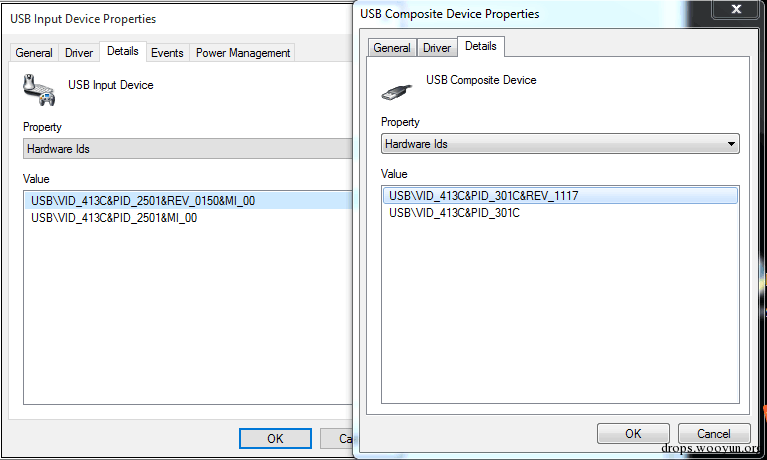 USB Input Device Properties
General Driver Details Events Power Management
USB Input Device
Property
Hardware Ids
Value
USB\VID_413C&PID_2501&REV_0150&MI_00
USB\VID_413C&PID_2501&MI_00
OK Ca
USB Composite Device Properties
General Driver Details
USB Composite Device
Property
Hardware Ids
Value
USB\VID_413C&PID_301C&REV_1117
USB\VID_413C&PID_301C
OK Cancel
drops.wooyun.org